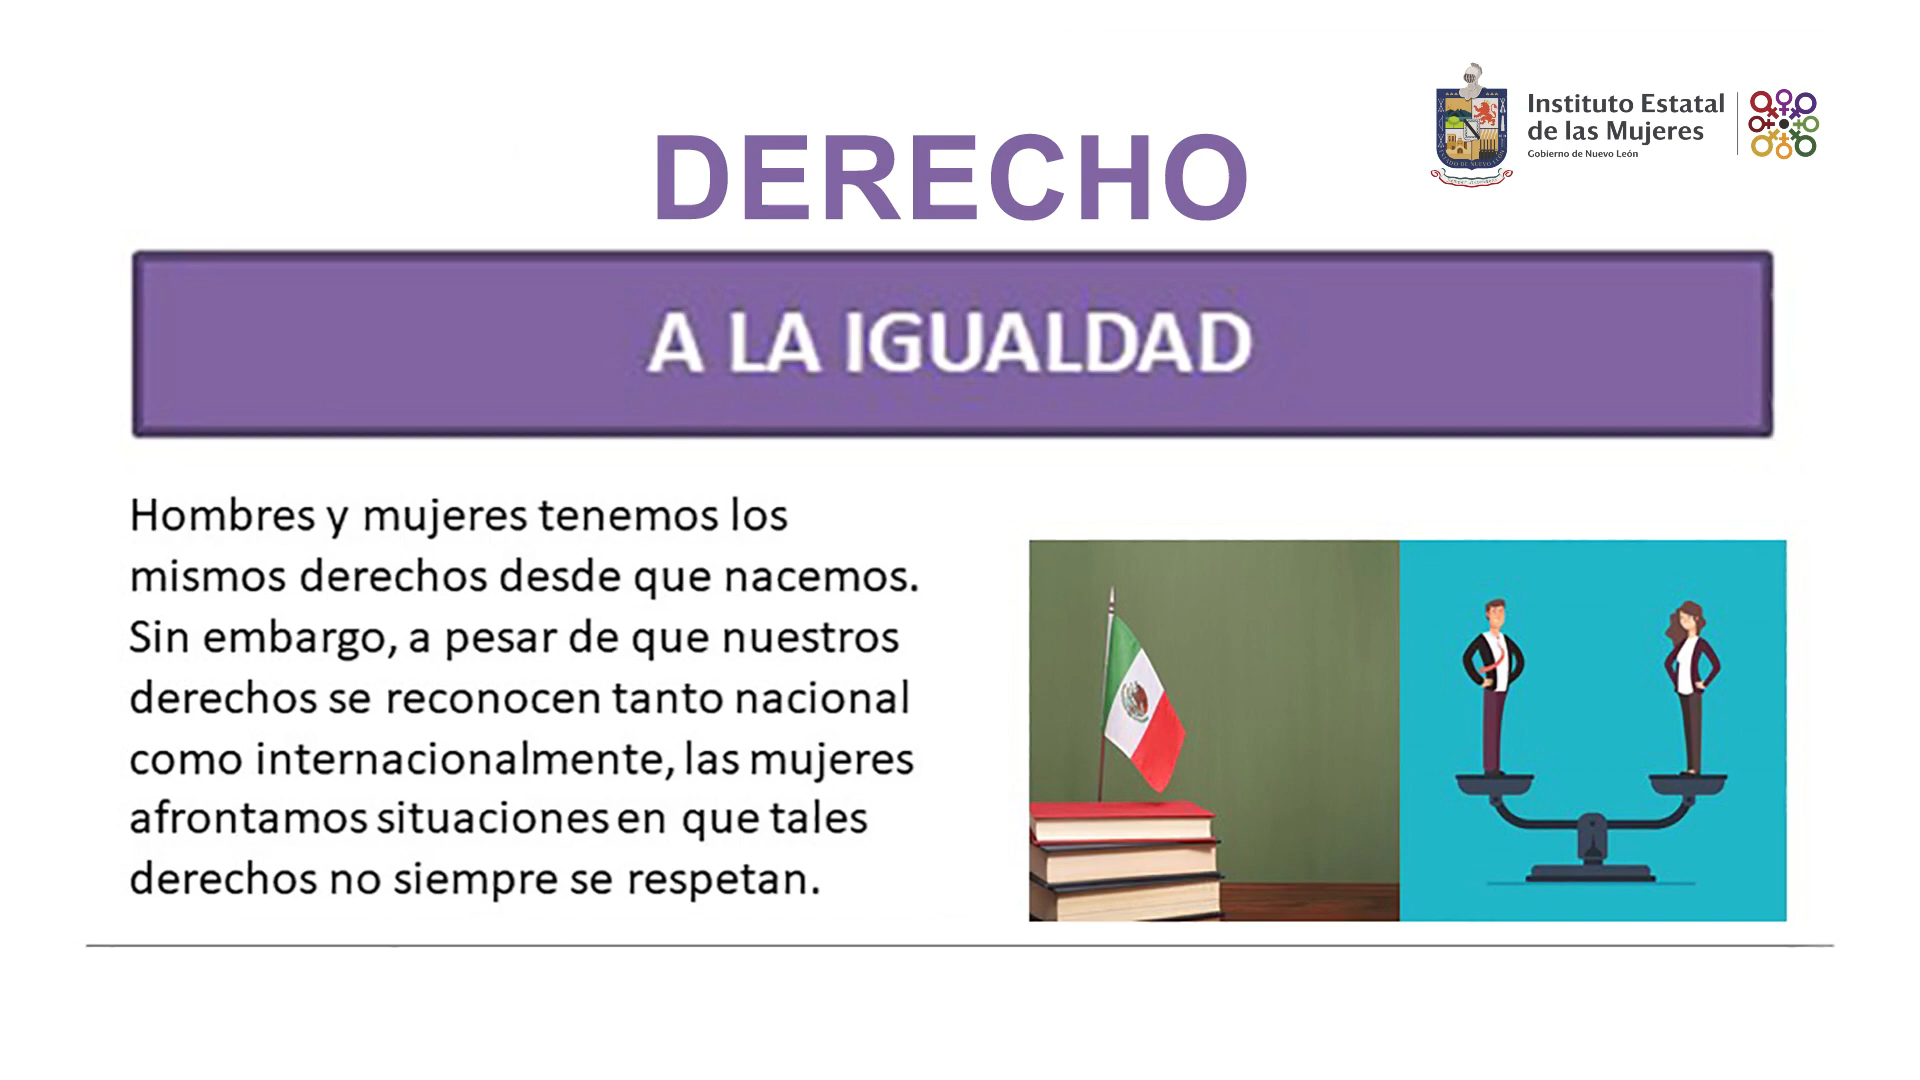 Instituto Estatal
de las Mujeres
Gobierno de Nuevo León
DERECHO
A LA IGUALDAD
Hombres y mujeres tenemos los
mismos derechos desde que nacemos.
Sin embargo, a pesar de que nuestros
derechos se reconocen tanto nacional
como internacionalmente, las mujeres
afrontamos situaciones en que tales
derechos no siempre se respetan.